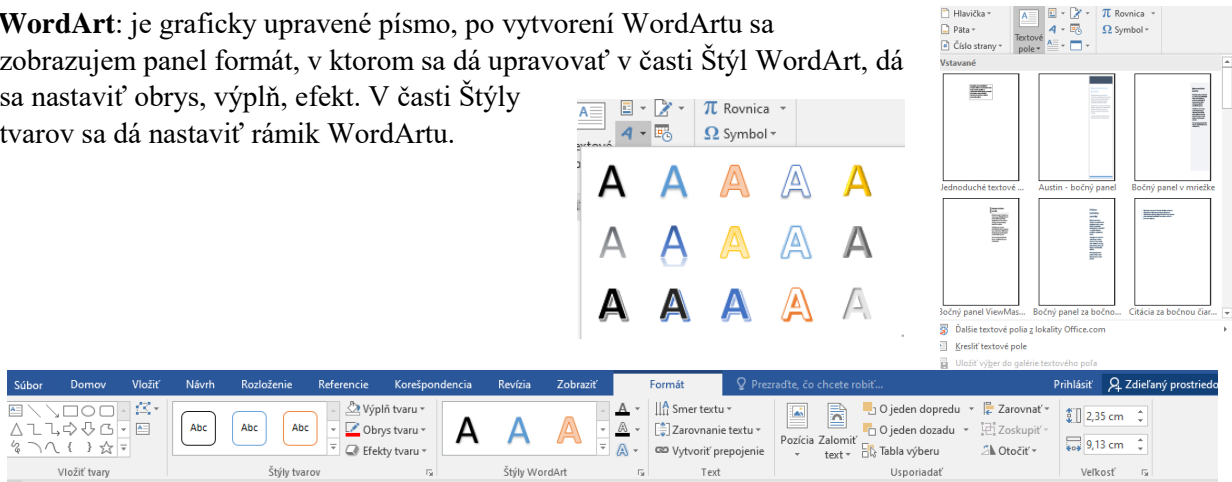 WordArt: je graficky upravené písmo, po vytvorení WordArtu sa
zobrazujem panel formát, v ktorom sa dá upravovať v časti Štýl WordArt, dá
sa nastaviť obrys, výplň, efekt. V časti Štýly
tvarov sa dá nastaviť rámik WordArtu.
π Rovnica
Ω Symbol
A A A A A
A A A A A
A A A A A
Hlavička
Päta
Číslo strany
Textové
pole
π Rovnica
Ω Symbol
Vstavané
Jednoduché textové ... Austin - bočný panel Bočný panel v mriežke
Bočný panel ViewMas... Bočný panel za bočno... Citácia za bočnou čiar...
Ďalšie textové polia z lokality Office.com
Kresliť textové pole
Uložiť výber do galérie textového poľa
Súbor Domov Vložiť Návrh Rozloženie Referencie Korešpondencia Revízia Zobraziť Formát Prezraďte, čo chcete robiť... Prihlásiť Zdieľaný prostriedo
Abc Abc Abc
Výplň tvaru
Obrys tvaru
Efekty tvaru
A A A
Smer textu
Zarovnanie textu
Vytvoriť prepojenie
Pozícia Zalomiť
text
O jeden dopredu
O jeden dozadu
Tabla výberu
Zarovnať
Zoskupiť
Otočiť
2,35 cm
9,13 cm
Vložiť tvary Štýly tvarov Štýly WordArt Text Usporiadať Veľkosť